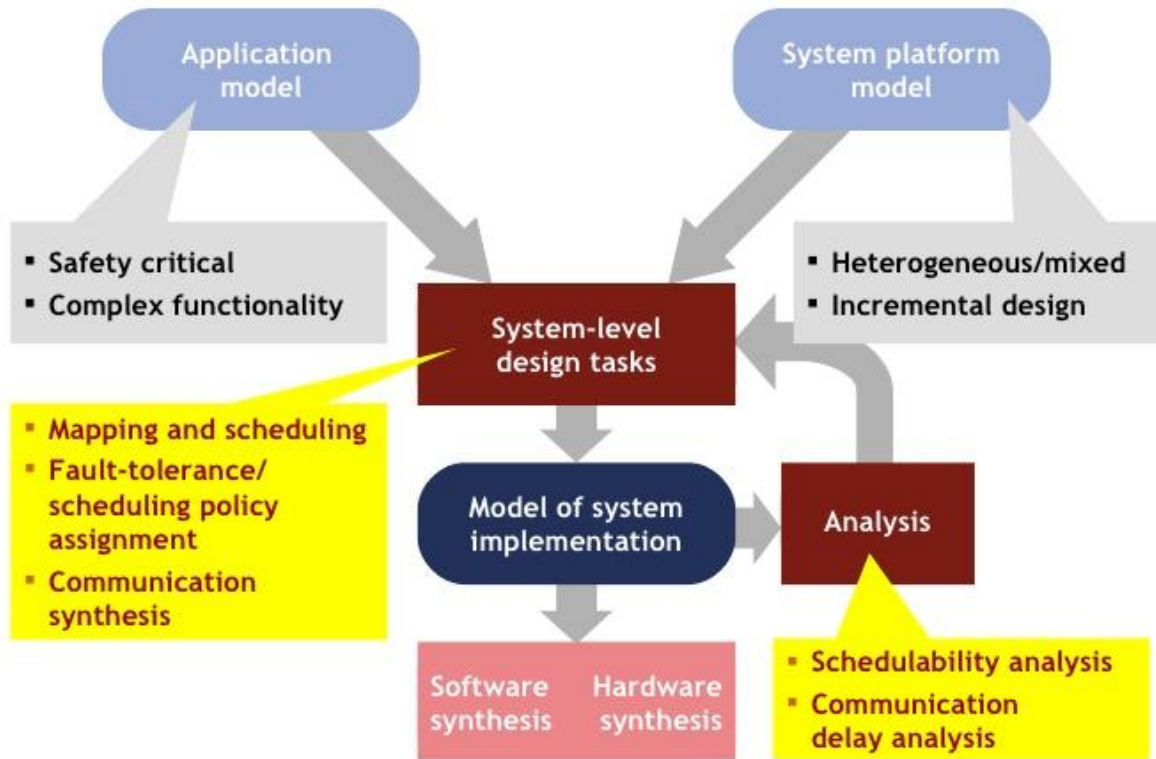 Application
model
System platform
model
▪ Safety critical
▪ Complex functionality
▪ Heterogeneous/mixed
▪ Incremental design
System-level
design tasks
▪ Mapping and scheduling
▪ Fault-tolerance/
scheduling policy
assignment
▪ Communication
synthesis
Model of system
implementation
Analysis
Software
synthesis
Hardware
synthesis
▪ Schedulability analysis
▪ Communication
delay analysis